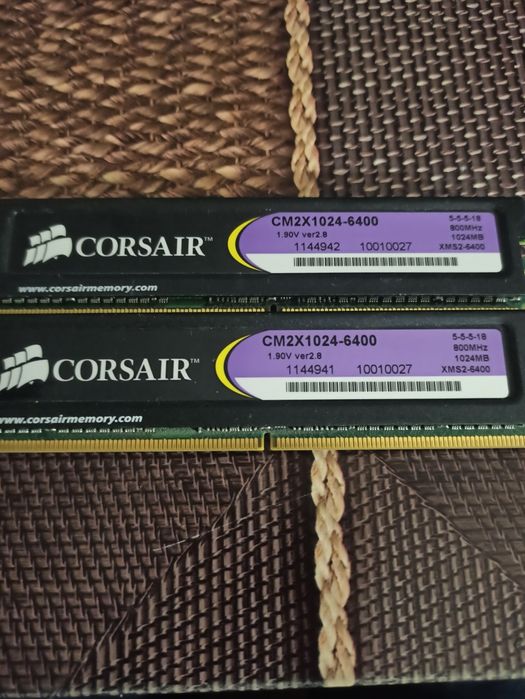 CORSAIR™
www.corsairmemory.com
CM2X1024-6400
1.90V ver2.8
1144942 10010027
5-5-5-18
800MHz
1024MB
XMS2-6400
CORSAIR™
www.corsairmemory.com
CM2X1024-6400
1.90V ver2.8
1144941 10010027
5-5-5-18
800MHz
1024MB
XMS2-6400